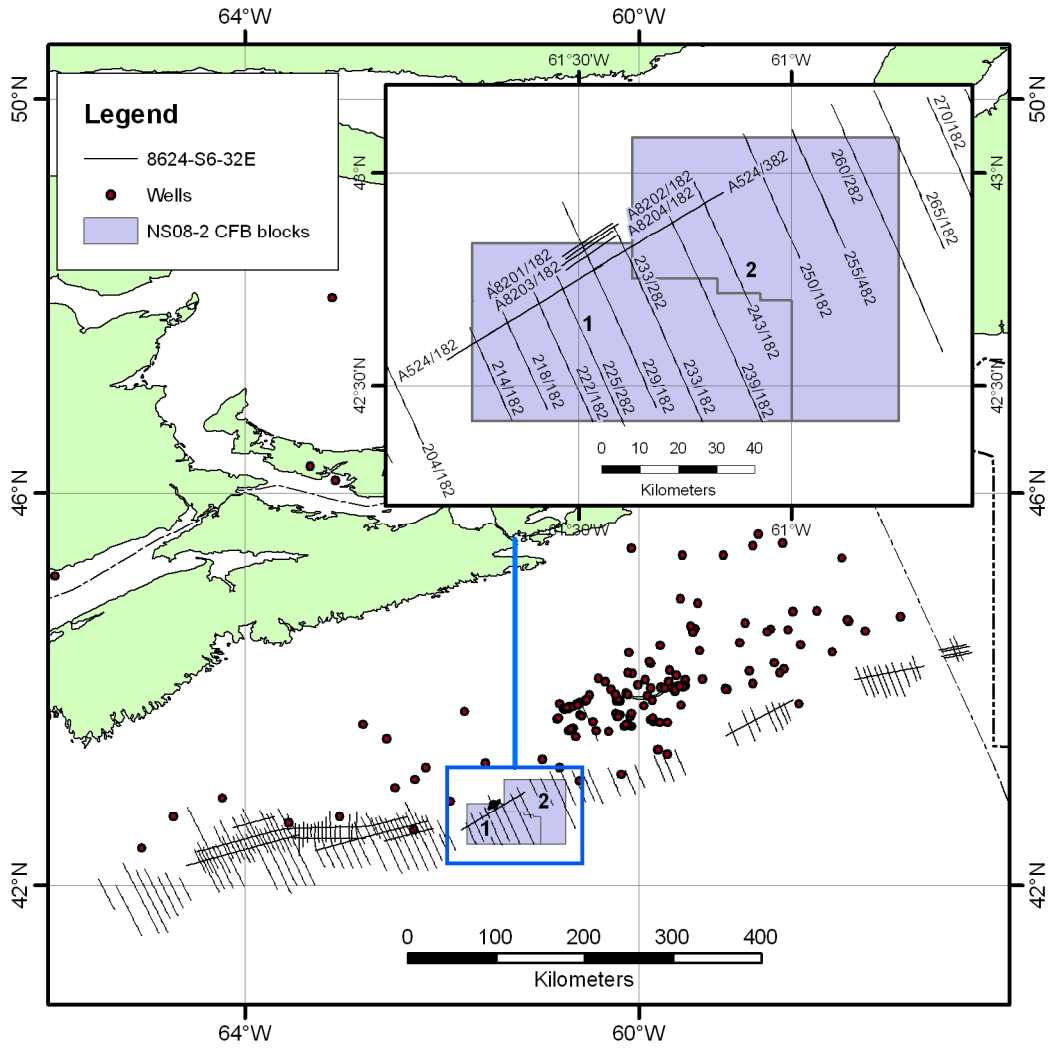 64°W
60°W
50°N
50°N
Legend
8624-S6-32E
Wells
NS08-2 CFB blocks
61°30'W
61°W
43°N
43°N
270/182
265/182
260/282
255/482
250/182
A524/382
A8202/182
A8204/182
A8201/182
A8203/182
2
1
233/282
243/182
A524/182
214/182
218/182
222/182
225/282
229/182
233/182
239/182
204/182
42°30'N
42°30'N
0 10 20 30 40
Kilometers
61°30'W
61°W
46°N
46°N
2
1
42°N
42°N
0 100 200 300 400
Kilometers
64°W
60°W